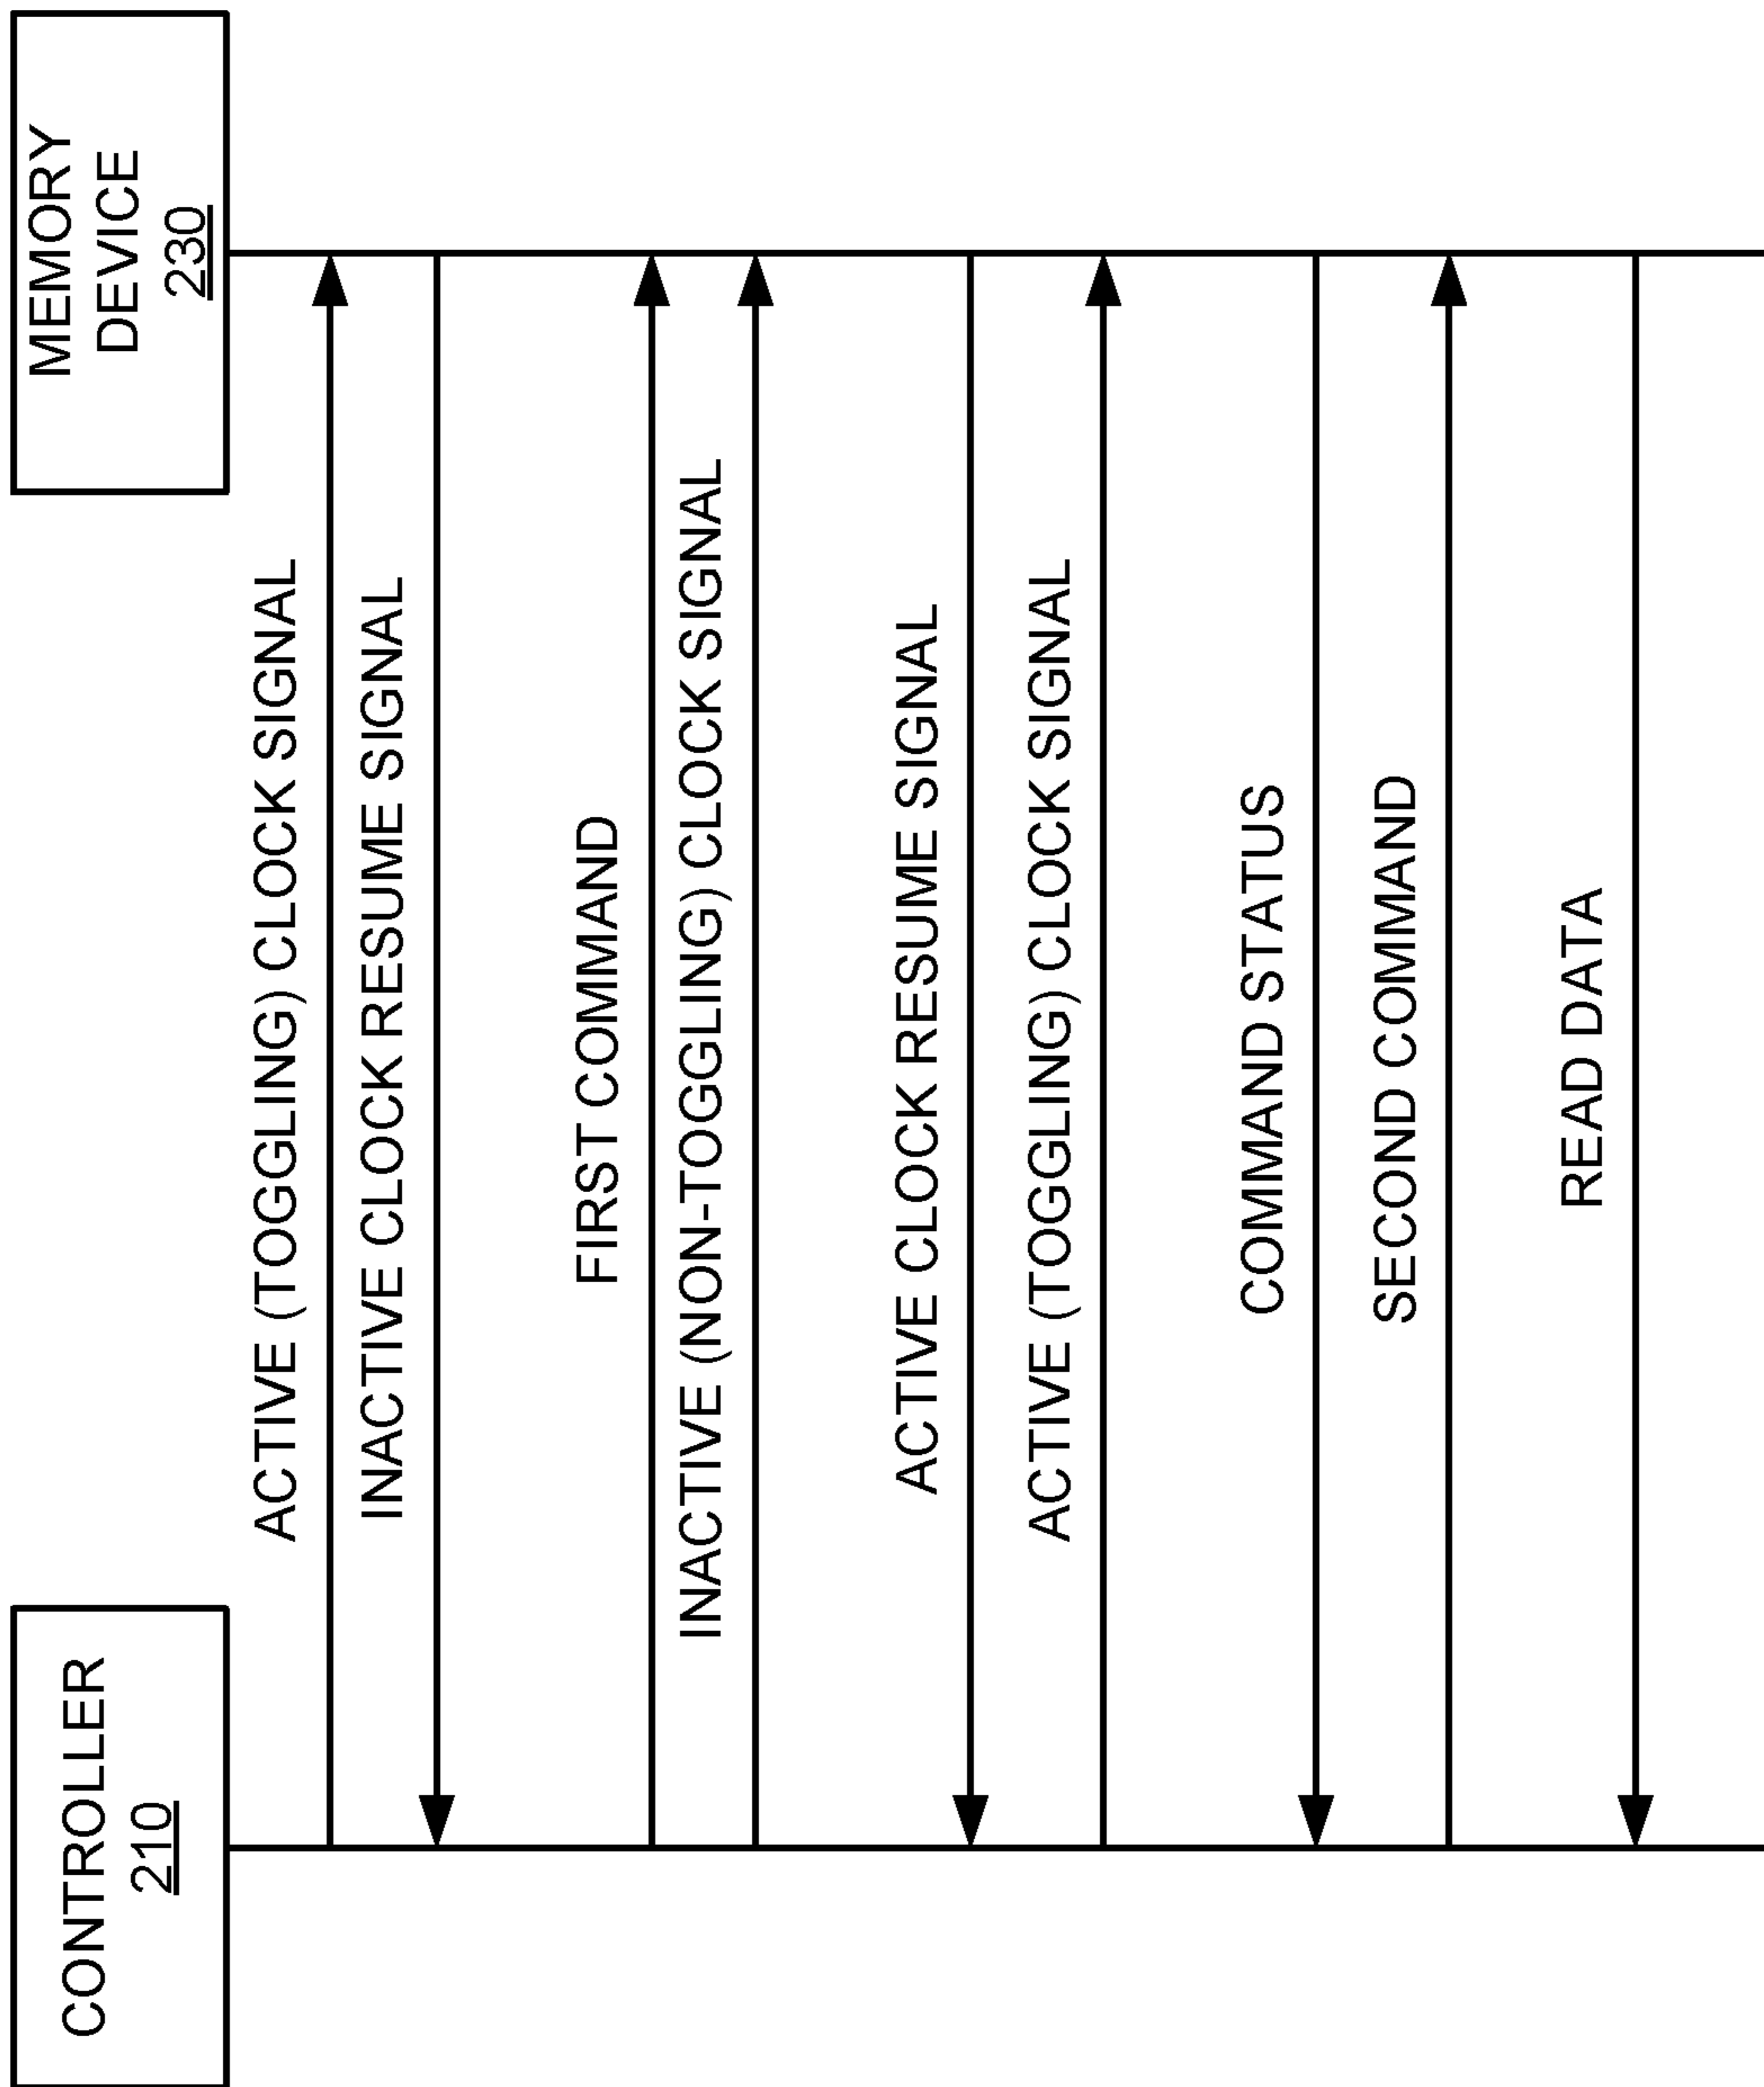 CONTROLLER
210
MEMORY
DEVICE
230
ACTIVE (TOGGLING) CLOCK SIGNAL
INACTIVE CLOCK RESUME SIGNAL
FIRST COMMAND
INACTIVE (NON-TOGGLING) CLOCK SIGNAL
ACTIVE CLOCK RESUME SIGNAL
ACTIVE (TOGGLING) CLOCK SIGNAL
COMMAND STATUS
SECOND COMMAND
READ DATA